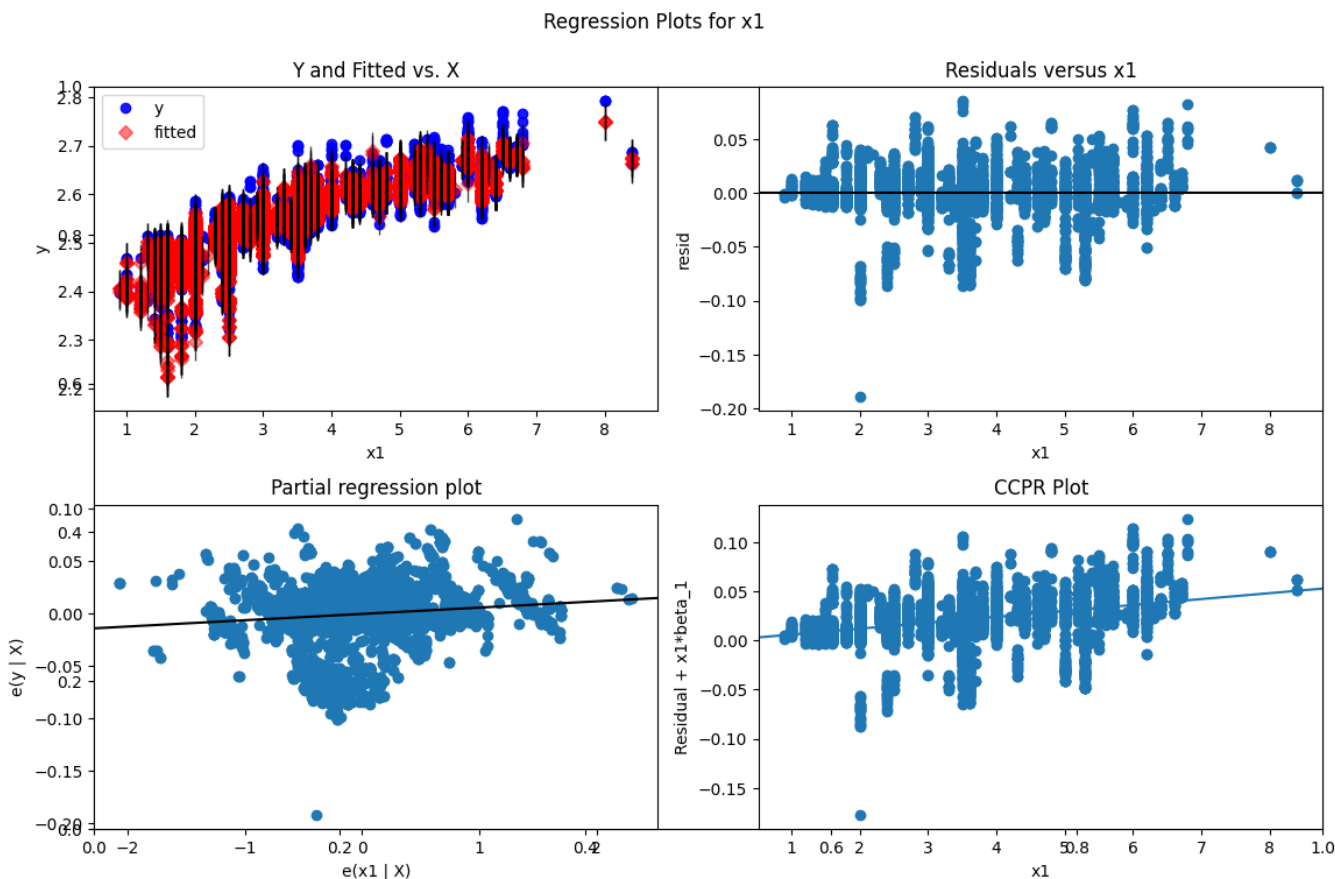 Regression Plots for x1
Y and Fitted vs. X
1.0
2.8
2.7
2.6
0.8
2.5
2.4
2.3
0.6
2.2
y
y
fitted
1 2 3 4 5 6 7 8
x1
Residuals versus x1
0.05
0.00
−0.05
−0.10
−0.15
−0.20
resid
1 2 3 4 5 6 7 8
x1
Partial regression plot
0.10
0.4
0.05
0.00
−0.05
0.2
−0.10
−0.15
−0.20
0.0
e(y | X)
0.0 −2 −1 0.2 0 1 0.4 2
e(x1 | X)
CCPR Plot
0.10
0.05
0.00
−0.05
−0.10
−0.15
Residual + x1*beta_1
1 0.6 2 3 4 5 0.8 6 7 8 1.0
x1